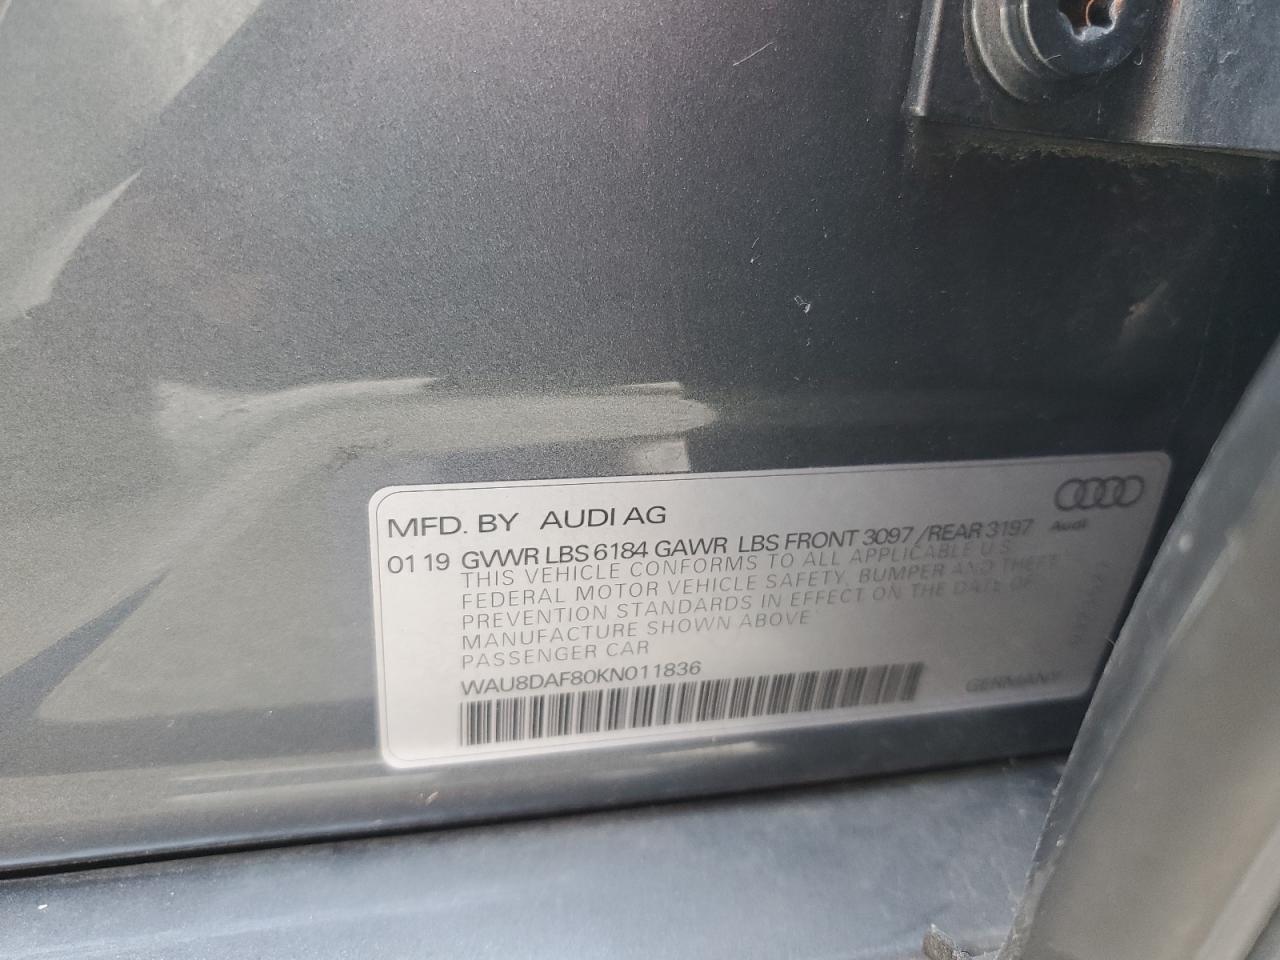 MFD. BY AUDI AG
Audi
01 19 GVWR LBS 6184 GAWR LBS FRONT 3097 /REAR 3197
THIS VEHICLE CONFORMS TO ALL APPLICABLE U.S.
FEDERAL MOTOR VEHICLE SAFETY, BUMPER AND THEFT
PREVENTION STANDARDS IN EFFECT ON THE DATE OF
MANUFACTURE SHOWN ABOVE
PASSENGER CAR
WAU8DAF80KN011836
GERMANY